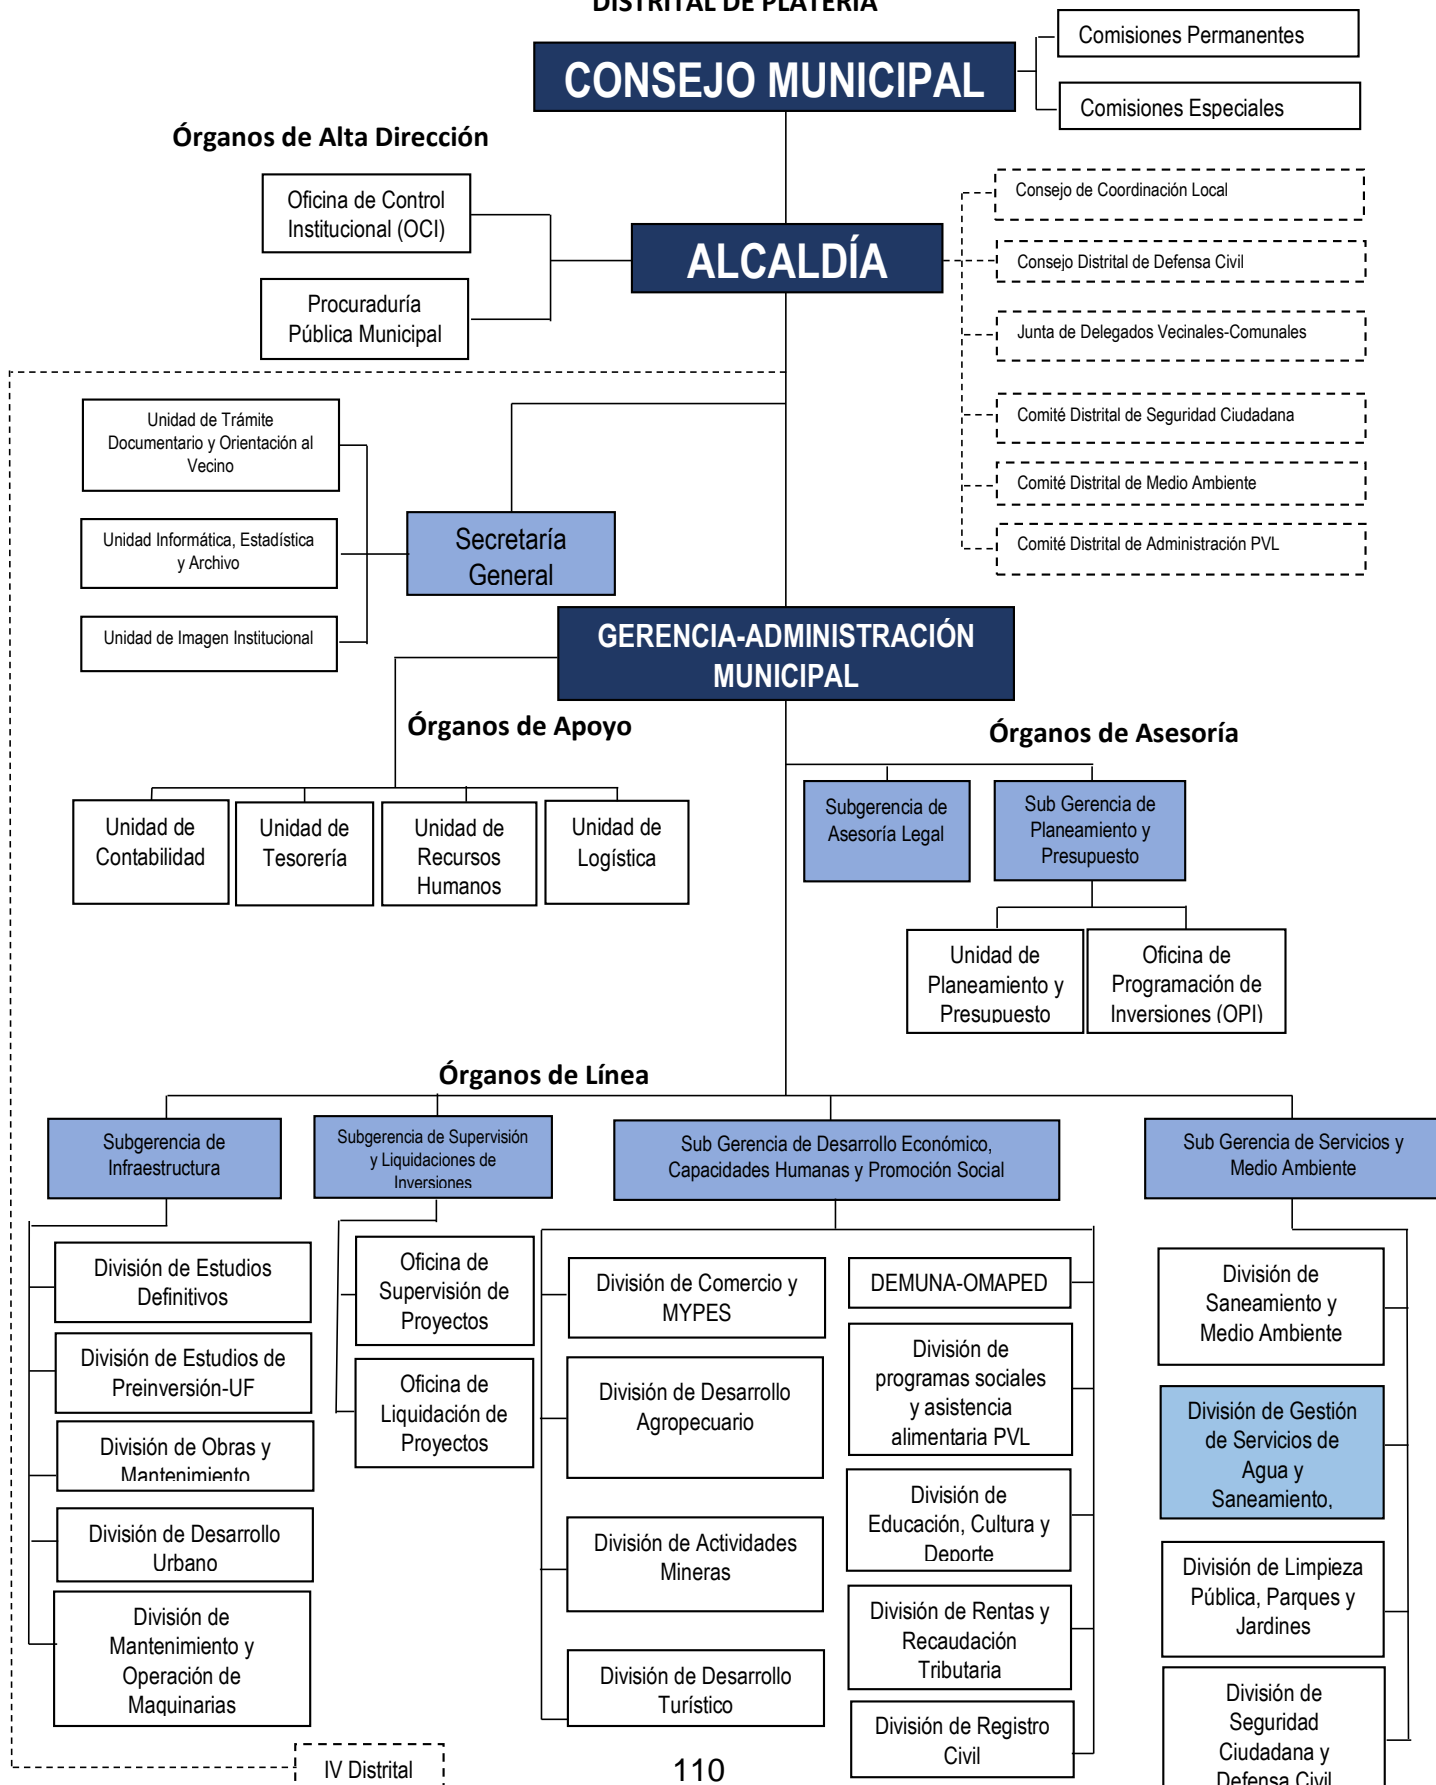 DISTRITAL DE PLATERIA
CONSEJO MUNICIPAL
Comisiones Permanentes
Comisiones Especiales
Órganos de Alta Dirección
Oficina de Control
Institucional (OCI)
Procuraduría
Pública Municipal
ALCALDÍA
Consejo de Coordinación Local
Consejo Distrital de Defensa Civil
Junta de Delegados Vecinales-Comunales
Comité Distrital de Seguridad Ciudadana
Comité Distrital de Medio Ambiente
Comité Distrital de Administración PVL
Unidad de Trámite
Documentario y Orientación al
Vecino
Unidad Informática, Estadística
y Archivo
Unidad de Imagen Institucional
Secretaría
General
GERENCIA-ADMINISTRACIÓN
MUNICIPAL
Órganos de Apoyo
Órganos de Asesoría
Unidad de
Contabilidad
Unidad de
Tesorería
Unidad de
Recursos
Humanos
Unidad de
Logística
Subgerencia de
Asesoría Legal
Sub Gerencia de
Planeamiento y
Presupuesto
Unidad de
Planeamiento y
Presupuesto
Oficina de
Programación de
Inversiones (OPI)
Órganos de Línea
Subgerencia de
Infraestructura
Subgerencia de Supervisión
y Liquidaciones de
Inversiones
Sub Gerencia de Desarrollo Económico,
Capacidades Humanas y Promoción Social
Sub Gerencia de Servicios y
Medio Ambiente
División de Estudios
Definitivos
División de Estudios de
Preinversión-UF
División de Obras y
Mantenimiento
División de Desarrollo
Urbano
División de
Mantenimiento y
Operación de
Maquinarias
Oficina de
Supervisión de
Proyectos
Oficina de
Liquidación de
Proyectos
División de Comercio y
MYPES
División de Desarrollo
Agropecuario
División de Actividades
Mineras
División de Desarrollo
Turístico
DEMUNA-OMAPED
División de
programas sociales
y asistencia
alimentaria PVL
División de
Educación, Cultura y
Deporte
División de Rentas y
Recaudación
Tributaria
División de Registro
Civil
División de
Saneamiento y
Medio Ambiente
División de Gestión
de Servicios de
Agua y
Saneamiento,
División de Limpieza
Pública, Parques y
Jardines
División de
Seguridad
Ciudadana y
Defensa Civil
IV Distrital
110